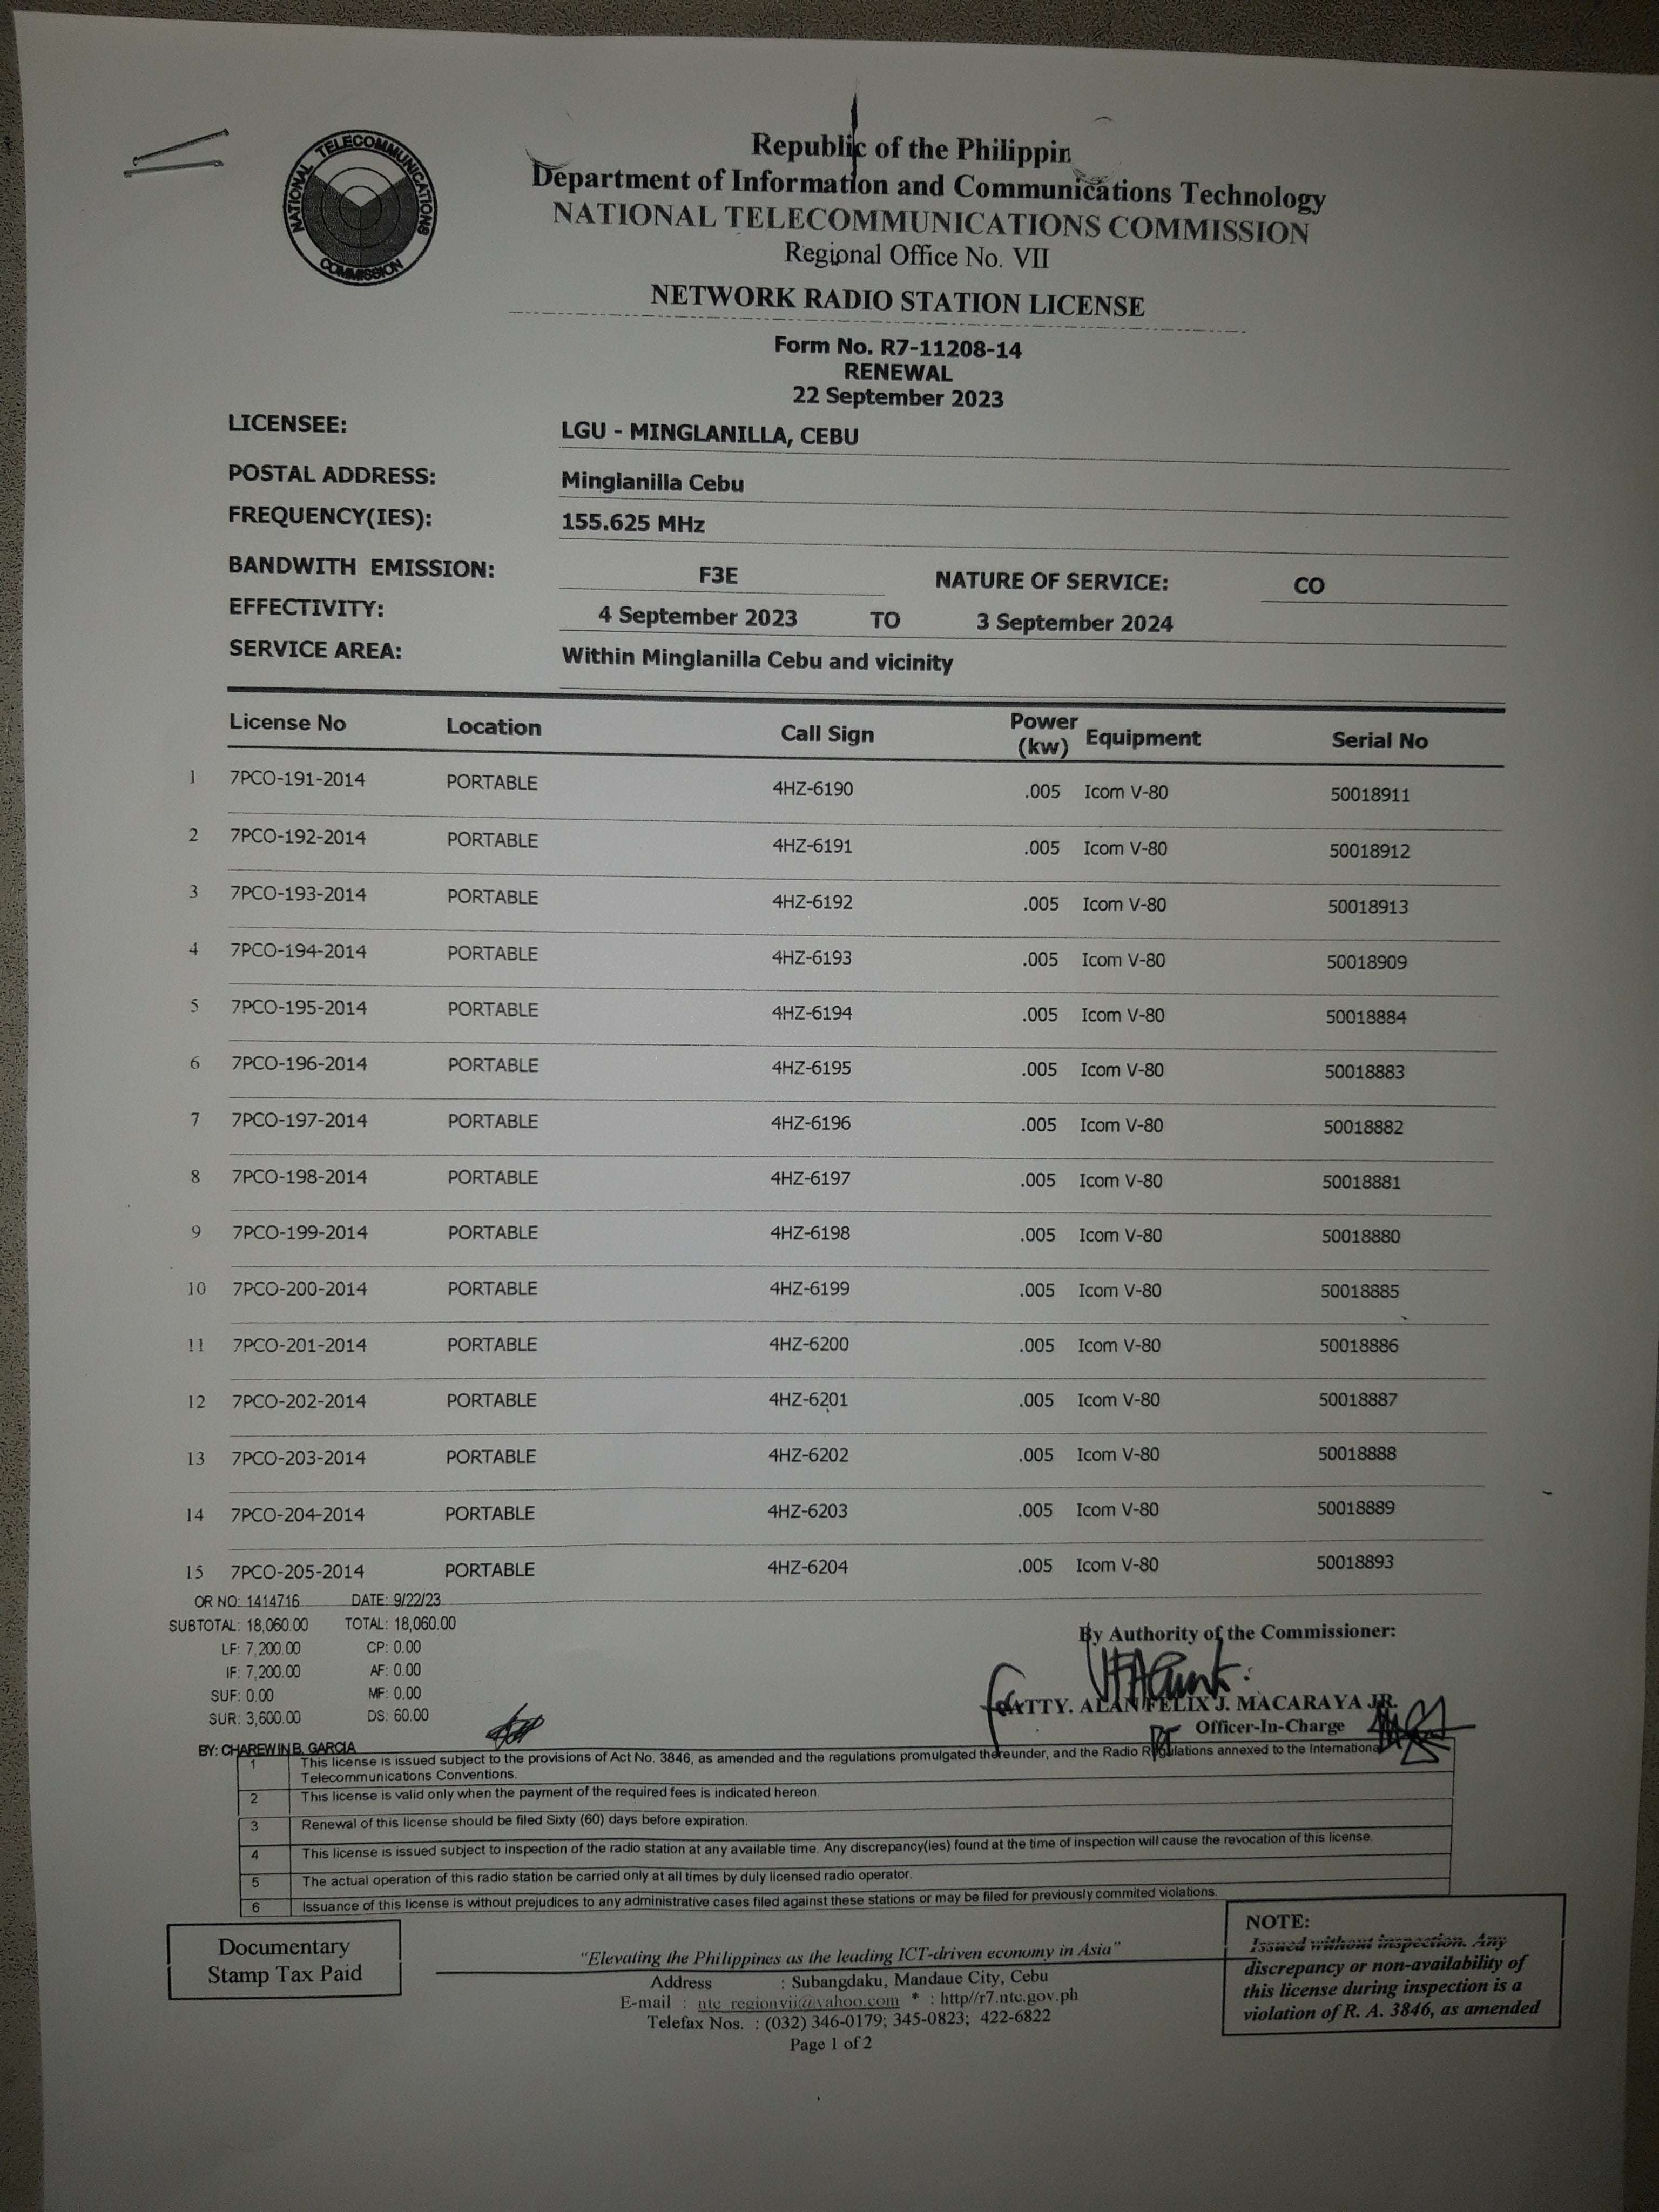 NATIONAL TELECOMMUNICATIONS COMMISSION
Republic of the Philippin
Department of Information and Communications Technology
NATIONAL TELECOMMUNICATIONS COMMISSION
Regional Office No. VII
NETWORK RADIO STATION LICENSE
Form No. R7-11208-14
RENEWAL
22 September 2023
LICENSEE: LGU - MINGLANILLA, CEBU
POSTAL ADDRESS: Minglanilla Cebu
FREQUENCY(IES): 155.625 MHz
BANDWITH EMISSION: F3E NATURE OF SERVICE: CO
EFFECTIVITY: 4 September 2023 TO 3 September 2024
SERVICE AREA: Within Minglanilla Cebu and vicinity
License No Location Call Sign Power (kw) Equipment Serial No
1 7PCO-191-2014 PORTABLE 4HZ-6190 .005 Icom V-80 50018911
2 7PCO-192-2014 PORTABLE 4HZ-6191 .005 Icom V-80 50018912
3 7PCO-193-2014 PORTABLE 4HZ-6192 .005 Icom V-80 50018913
4 7PCO-194-2014 PORTABLE 4HZ-6193 .005 Icom V-80 50018909
5 7PCO-195-2014 PORTABLE 4HZ-6194 .005 Icom V-80 50018884
6 7PCO-196-2014 PORTABLE 4HZ-6195 .005 Icom V-80 50018883
7 7PCO-197-2014 PORTABLE 4HZ-6196 .005 Icom V-80 50018882
8 7PCO-198-2014 PORTABLE 4HZ-6197 .005 Icom V-80 50018881
9 7PCO-199-2014 PORTABLE 4HZ-6198 .005 Icom V-80 50018880
10 7PCO-200-2014 PORTABLE 4HZ-6199 .005 Icom V-80 50018885
11 7PCO-201-2014 PORTABLE 4HZ-6200 .005 Icom V-80 50018886
12 7PCO-202-2014 PORTABLE 4HZ-6201 .005 Icom V-80 50018887
13 7PCO-203-2014 PORTABLE 4HZ-6202 .005 Icom V-80 50018888
14 7PCO-204-2014 PORTABLE 4HZ-6203 .005 Icom V-80 50018889
15 7PCO-205-2014 PORTABLE 4HZ-6204 .005 Icom V-80 50018893
OR NO: 1414716 DATE: 9/22/23
SUBTOTAL: 18,060.00 TOTAL: 18,060.00
LF: 7,200.00 CP: 0.00
IF: 7,200.00 AF: 0.00
SUF: 0.00 MF: 0.00
SUR: 3,600.00 DS: 60.00
BY: CHAREWIN B. GARCIA
By Authority of the Commissioner:
ATTY. ALAN FELIX J. MACARAYA JR.
Officer-In-Charge
1 This license is issued subject to the provisions of Act No. 3846, as amended and the regulations promulgated thereunder, and the Radio Regulations annexed to the Internationa
Telecommunications Conventions.
2 This license is valid only when the payment of the required fees is indicated hereon.
3 Renewal of this license should be filed Sixty (60) days before expiration.
4 This license is issued subject to inspection of the radio station at any available time. Any discrepancy(ies) found at the time of inspection will cause the revocation of this license.
5 The actual operation of this radio station be carried only at all times by duly licensed radio operator.
6 Issuance of this license is without prejudices to any administrative cases filed against these stations or may be filed for previously commited violations.
Documentary
Stamp Tax Paid
"Elevating the Philippines as the leading ICT-driven economy in Asia"
Address : Subangdaku, Mandaue City, Cebu
E-mail : ntc_regionvii@yahoo.com * : http//r7.ntc.gov.ph
Telefax Nos. : (032) 346-0179; 345-0823; 422-6822
Page 1 of 2
NOTE:
Issued without inspection. Any
discrepancy or non-availability of
this license during inspection is a
violation of R. A. 3846, as amended